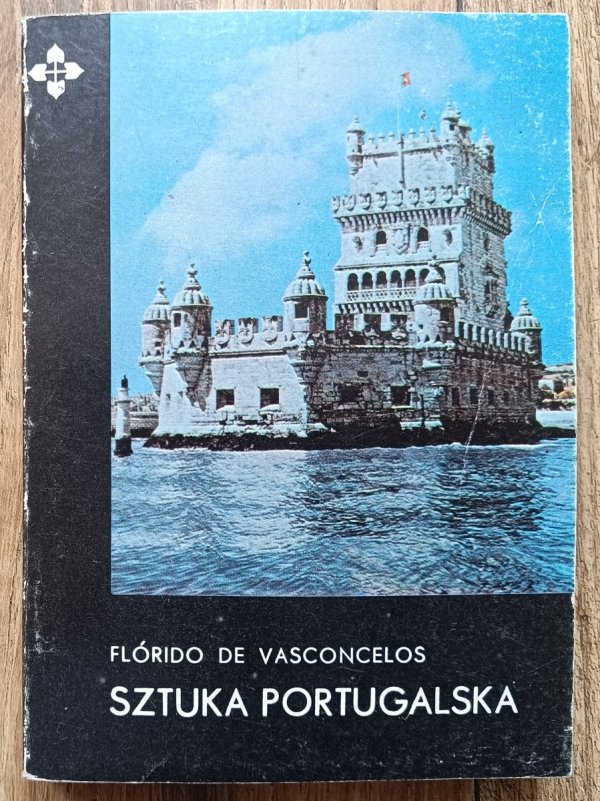 FLÓRIDO DE VASCONCELOS
SZTUKA PORTUGALSKA